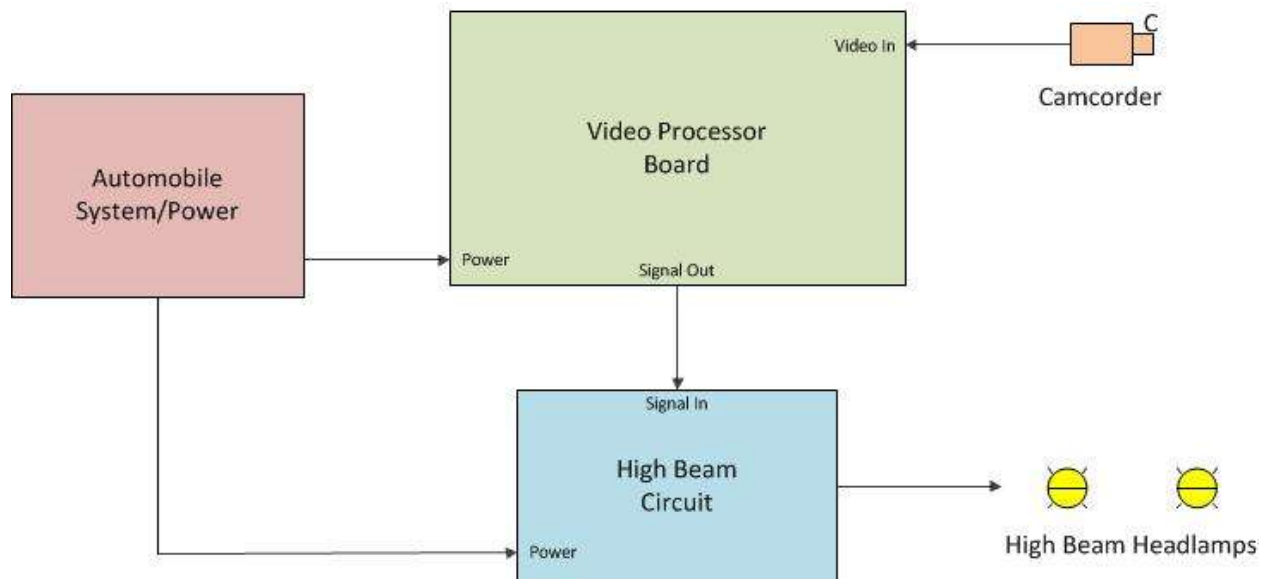 C
Video In
Camcorder
Video Processor
Board
Automobile
System/Power
Power
Signal Out
Signal In
High Beam
Circuit
Power
High Beam Headlamps